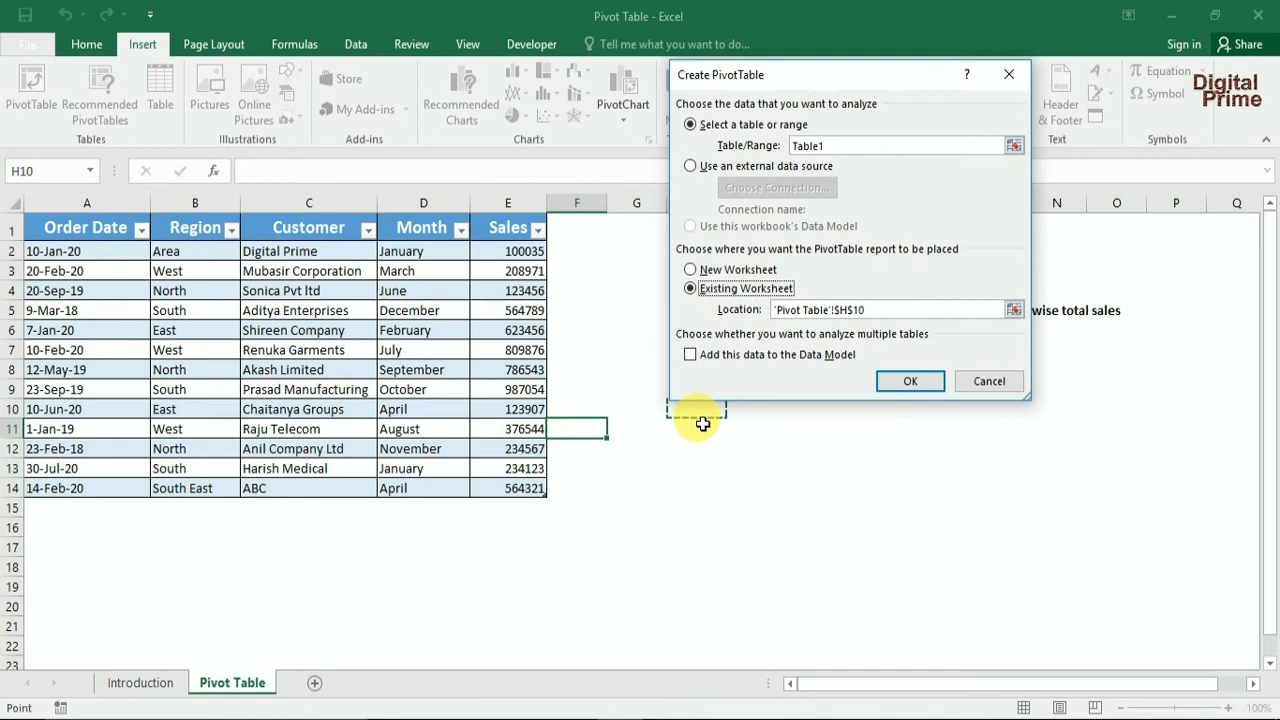 Pivot Table - Excel
File Home Insert Page Layout Formulas Data Review View Developer Tell me what you want to do... Sign in Share
PivotTable Recommended PivotTables Table
Tables
Pictures Online Pictures
Illustrations
Store
My Add-ins
Add-ins
Recommended Charts
PivotChart
Charts
Header & Footer
Text
Equation
Symbol
Symbols
Digital Prime
H10 fx
A B C D E F G N O P Q
1 Order Date Region Customer Month Sales
2 10-Jan-20 Area Digital Prime January 100035
3 20-Feb-20 West Mubasir Corporation March 208971
4 20-Sep-19 North Sonica Pvt ltd June 123456
5 9-Mar-18 South Aditya Enterprises December 564789
6 7-Jan-20 East Shireen Company February 623456
7 10-Feb-20 West Renuka Garments July 809876
8 12-May-19 North Akash Limited September 786543
9 23-Sep-19 South Prasad Manufacturing October 987054
10 10-Jun-20 East Chaitanya Groups April 123907
11 1-Jan-19 West Raju Telecom August 376544
12 23-Feb-18 North Anil Company Ltd November 234567
13 30-Jul-20 South Harish Medical January 234123
14 14-Feb-20 South East ABC April 564321
15
16
17
18
19
20
21
22
23
wise total sales
Create PivotTable ?
Choose the data that you want to analyze
Select a table or range
Table/Range: Table1
Use an external data source
Choose Connection...
Connection name:
Use this workbook's Data Model
Choose where you want the PivotTable report to be placed
New Worksheet
Existing Worksheet
Location: 'Pivot Table'!$H$10
Choose whether you want to analyze multiple tables
Add this data to the Data Model
OK Cancel
Introduction Pivot Table
Point 100%